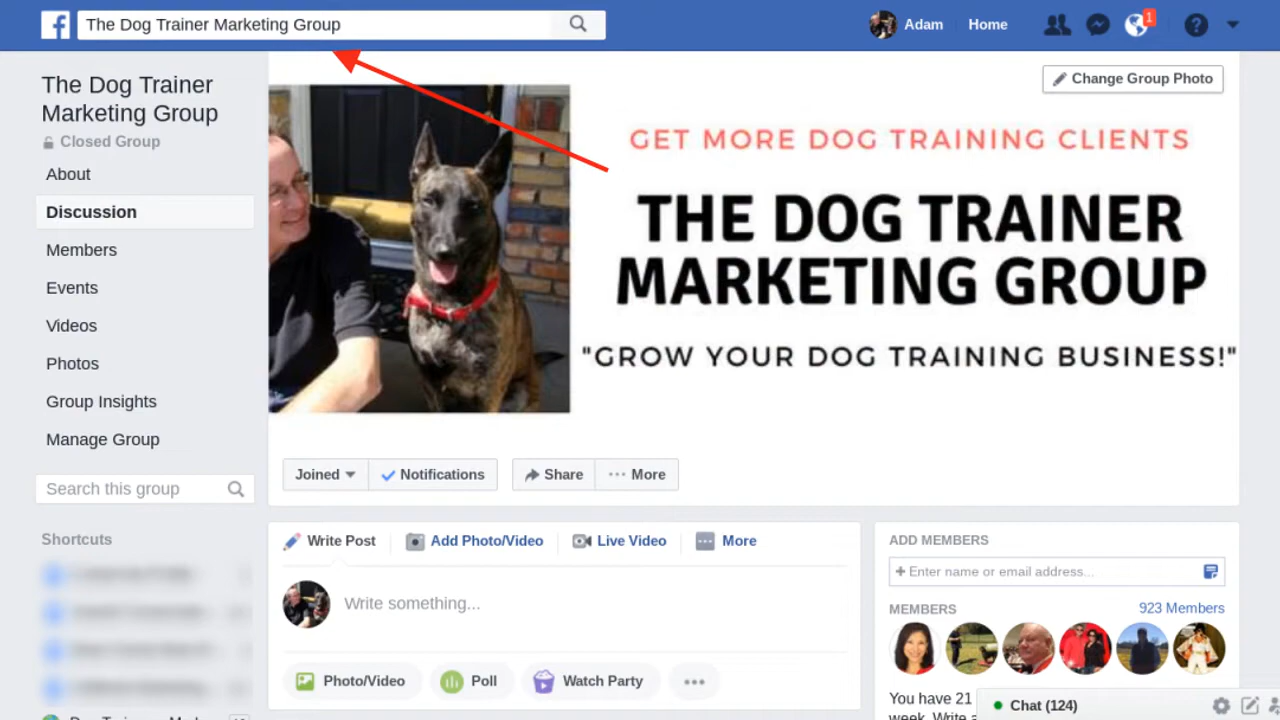 The Dog Trainer Marketing Group
Adam
Home
1
The Dog Trainer
Marketing Group
Closed Group
About
Discussion
Members
Events
Videos
Photos
Group Insights
Manage Group
Search this group
Shortcuts
Change Group Photo
GET MORE DOG TRAINING CLIENTS
THE DOG TRAINER
MARKETING GROUP
"GROW YOUR DOG TRAINING BUSINESS!"
Joined
Notifications
Share
More
Write Post
Add Photo/Video
Live Video
More
Write something...
Photo/Video
Poll
Watch Party
ADD MEMBERS
+ Enter name or email address...
MEMBERS
923 Members
You have 21
Chat (124)